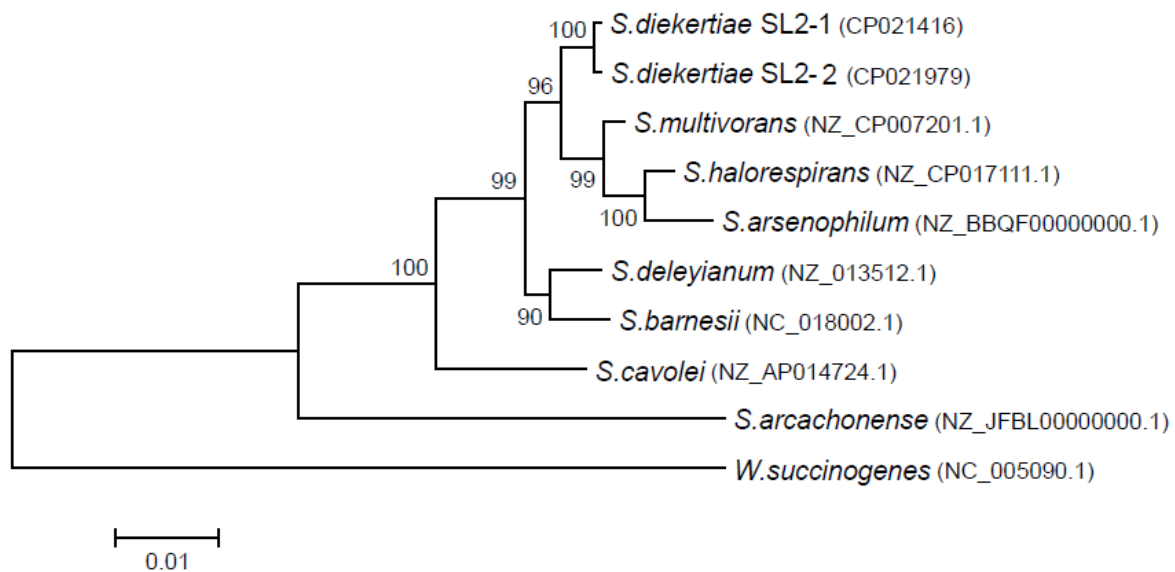 100
S.diekertiae SL2-1 (CP021416)
S.diekertiae SL2-2 (CP021979)
96
S.multivorans (NZ_CP007201.1)
99
S.halorespirans (NZ_CP017111.1)
99
100
S.arsenophilum (NZ_BBQF00000000.1)
100
S.deleyianum (NZ_013512.1)
90
S.barnesii (NC_018002.1)
S.cavolei (NZ_AP014724.1)
S.arcachonense (NZ_JFBL00000000.1)
W.succinogenes (NC_005090.1)
0.01